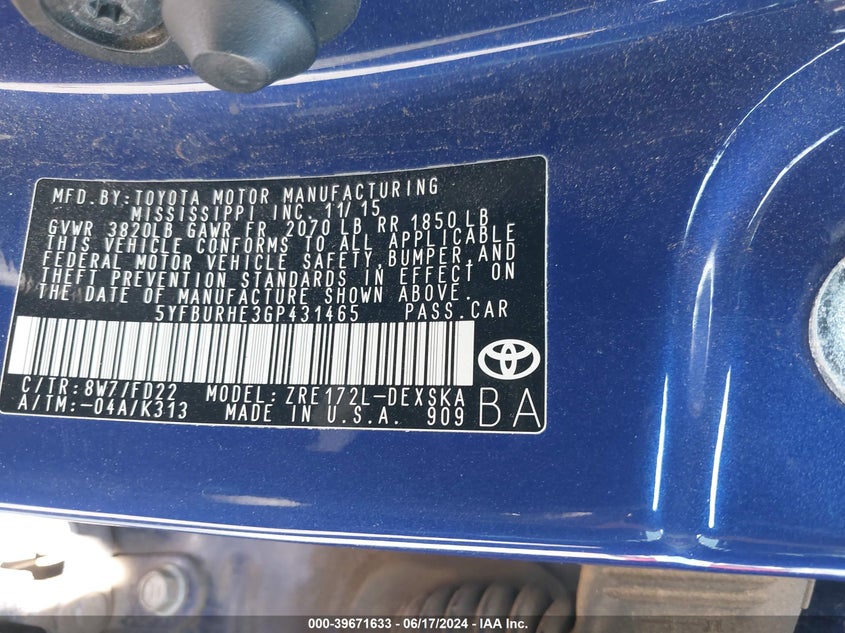 MFD.BY:TOYOTA MOTOR MANUFACTURING
MISSISSIPPI INC. 11/15
GVWR 3820LB GAWR FR 2070 LB RR 1850 LB
THIS VEHICLE CONFORMS TO ALL APPLICABLE
FEDERAL MOTOR VEHICLE SAFETY,BUMPER,AND
THEFT PREVENTION STANDARDS IN EFFECT ON
THE DATE OF MANUFACTURE SHOWN ABOVE.
5YFBURHE3GP431465 PASS.CAR
C/TR:8W7/FD22 MODEL:ZRE172L-DEXSKA
A/TM:-04A/K313 MADE IN U.S.A. 909
BA
000-39671633 - 06/17/2024 - IAA Inc.